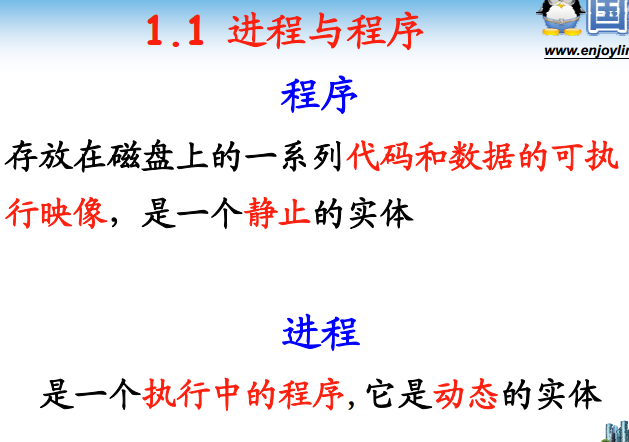 1.1 进程与程序
国
www.enjoylin
程序
存放在磁盘上的一系列代码和数据的可执
行映像，是一个静止的实体
进程
是一个执行中的程序,它是动态的实体